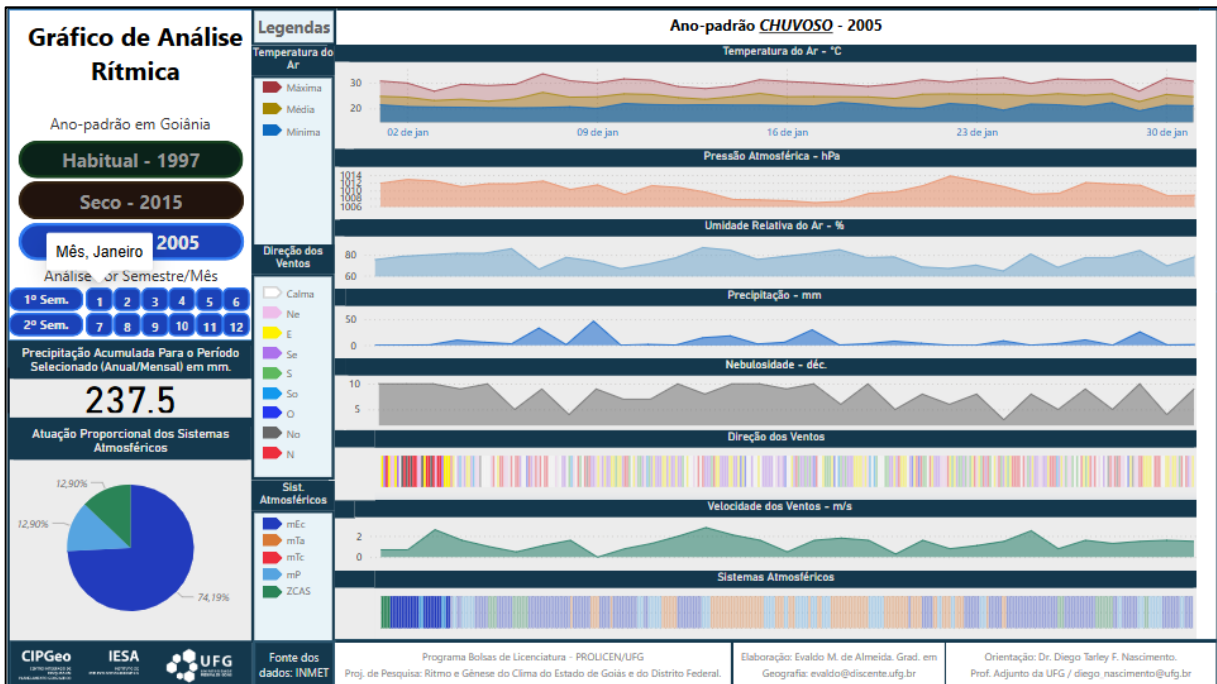 Gráfico de Análise
Rítmica
Ano-padrão em Goiânia
Habitual - 1997
Seco - 2015
2005
Mês, Janeiro
Análise or Semestre/Mês
1º Sem. 1 2 3 4 5 6
2º Sem. 7 8 9 10 11 12
Precipitação Acumulada Para o Período
Selecionado (Anual/Mensal) em mm.
237.5
Atuação Proporcional dos Sistemas
Atmosféricos
12,90%
12,90%
74,19%
Legendas
Temperatura do
Ar
Máxima
Média
Mínima
Direção dos
Ventos
Calma
Ne
E
Se
S
So
O
No
N
Sist.
Atmosféricos
mEc
mTa
mTc
mP
ZCAS
Ano-padrão CHUVOSO - 2005
Temperatura do Ar – °C
30
20
02 de jan 09 de jan 16 de jan 23 de jan 30 de jan
Pressão Atmosférica – hPa
1014
1012
1010
1008
1006
Umidade Relativa do Ar - %
80
60
Precipitação – mm
50
0
Nebulosidade – déc.
10
5
Direção dos Ventos
Velocidade dos Ventos – m/s
2
0
Sistemas Atmosféricos
CIPGeo
IESA
UFG
Fonte dos
dados: INMET
Programa Bolsas de Licenciatura - PROLICEN/UFG
Proj. de Pesquisa: Ritmo e Gênese do Clima do Estado de Goiás e do Distrito Federal.
Elaboração: Evaldo M. de Almeida. Grad. em
Geografia: evaldo@discente.ufg.br
Orientação: Dr. Diego Tarley F. Nascimento.
Prof. Adjunto da UFG / diego_nascimento@ufg.br